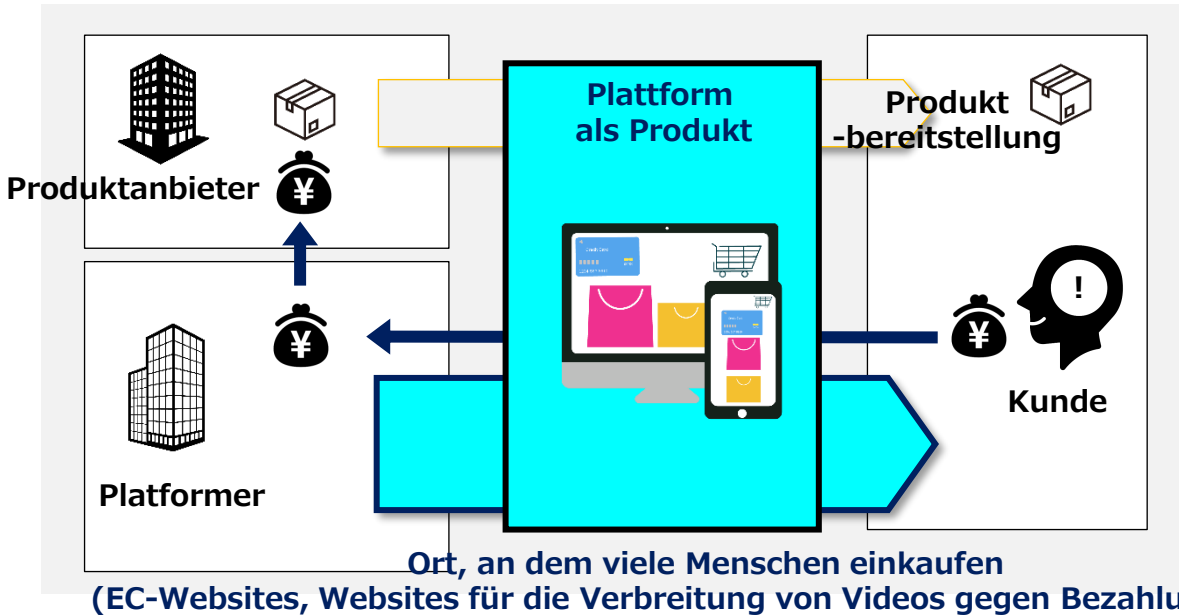 Plattform
als Produkt
Produkt
-bereitstellung
Produktanbieter
¥
¥
¥
!
Kunde
Platformer
Ort, an dem viele Menschen einkaufen
(EC-Websites, Websites für die Verbreitung von Videos gegen Bezahlu